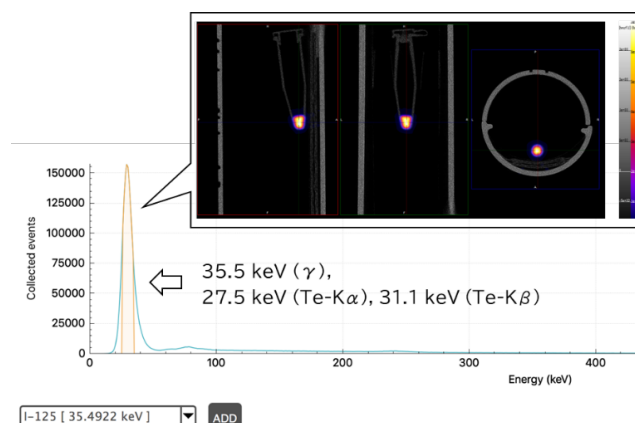 150000
125000
100000
75000
50000
25000
0
Collected events
35.5 keV (γ),
27.5 keV (Te-Kα), 31.1 keV (Te-Kβ)
0 100 200 300 400
Energy (keV)
I-125 [ 35.4922 keV ]
ADD